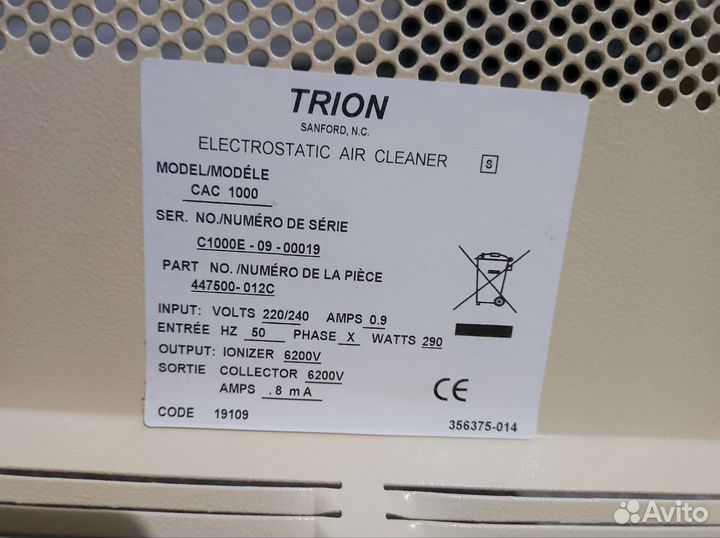 TRION
SANFORD, N.C.
ELECTROSTATIC AIR CLEANER S
MODEL/MODÉLE
CAC 1000
SER. NO./NUMÉRO DE SÉRIE
C1000E - 09 - 00019
PART NO. /NUMÉRO DE LA PIÈCE
447500- 012C
INPUT: VOLTS 220/240 AMPS 0.9
ENTRÉE HZ 50 PHASE X WATTS 290
OUTPUT: IONIZER 6200V
SORTIE COLLECTOR 6200V
AMPS . 8 mA
CE
CODE 19109
356375-014
Avito